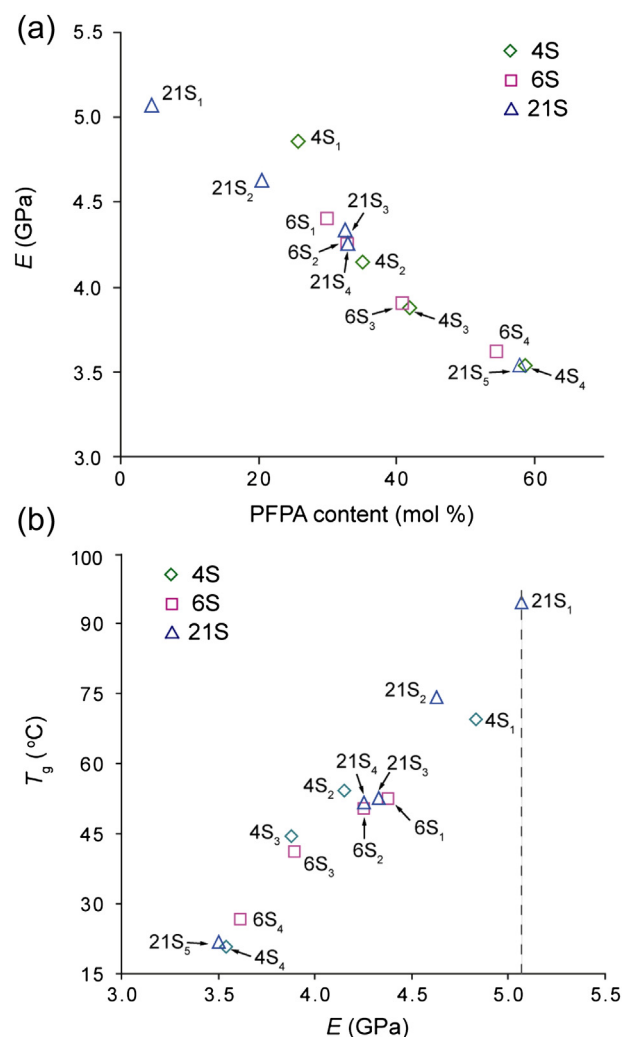 (a)
5.5
5.0
4.5
4.0
3.5
3.0
E (GPa)
0 20 40 60
PFPA content (mol %)
4S
6S
21S
21S₁
4S₁
21S₂
21S₃
6S₁
6S₂
4S₂
21S₄
6S₃
4S₃
6S₄
21S₅
4S₄
(b)
100
90
75
60
45
30
15
Tg (ºC)
3.0 3.5 4.0 4.5 5.0 5.5
E (GPa)
4S
6S
21S
21S₁
21S₂
4S₁
21S₄
21S₃
4S₂
4S₃
6S₁
6S₂
6S₃
6S₄
21S₅
4S₄